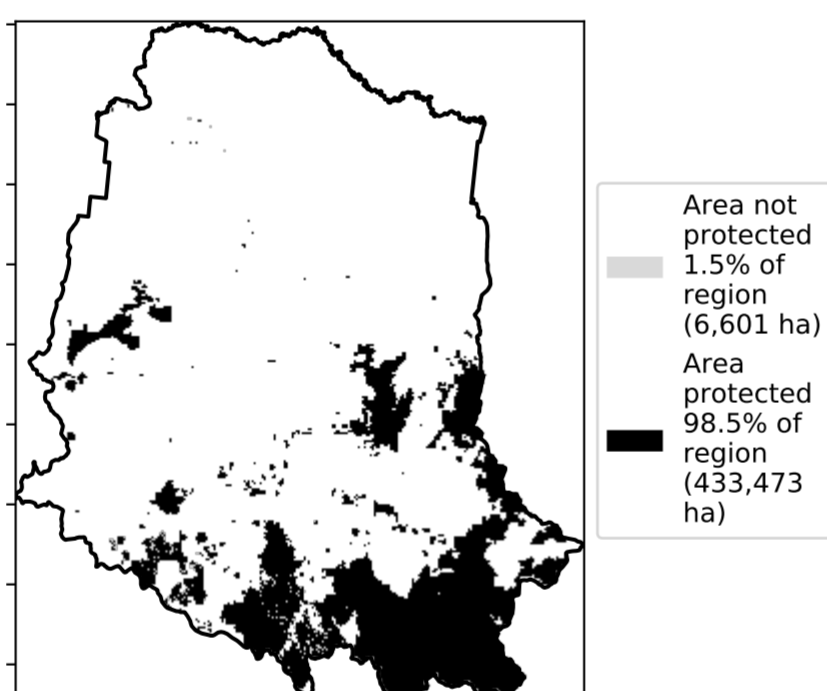 Area not
protected
1.5% of
region
(6,601 ha)
Area
protected
98.5% of
region
(433,473
ha)